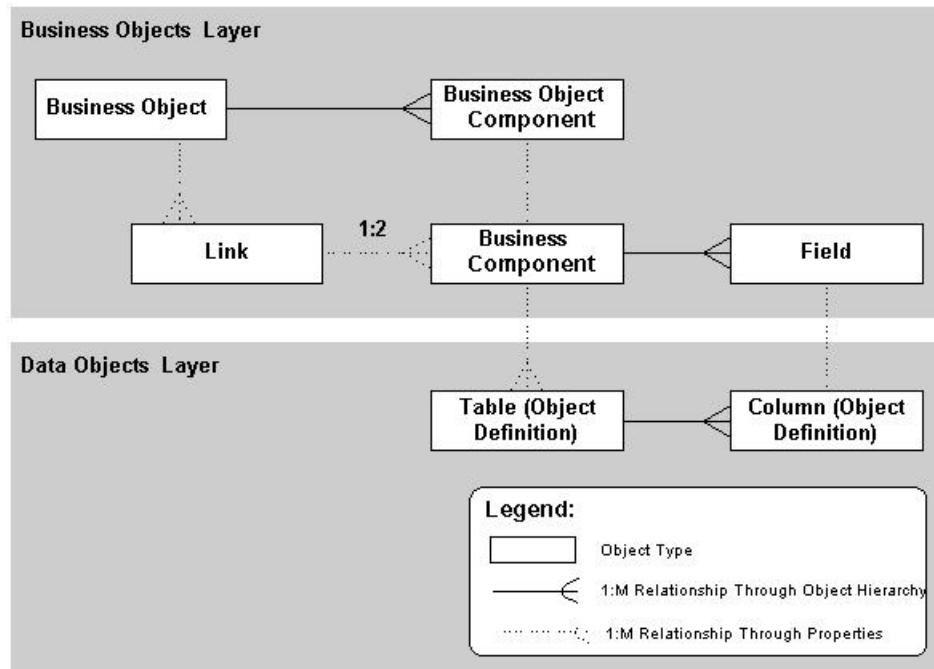 Business Objects Layer
Business Object
Business Object
Component
1:2
Link
Business
Component
Field
Data Objects Layer
Table (Object
Definition)
Column (Object
Definition)
Legend:
Object Type
1:M Relationship Through Object Hierarchy
1:M Relationship Through Properties